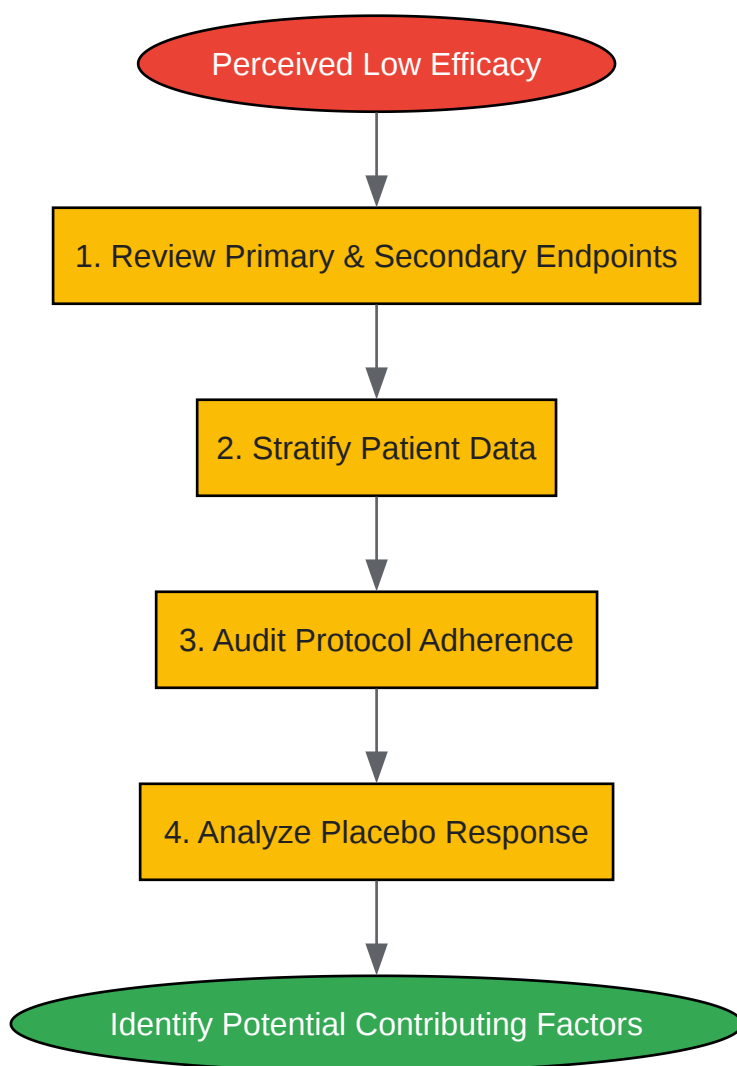 Perceived Low Efficacy
1. Review Primary & Secondary Endpoints
2. Stratify Patient Data
3. Audit Protocol Adherence
4. Analyze Placebo Response
Identify Potential Contributing Factors